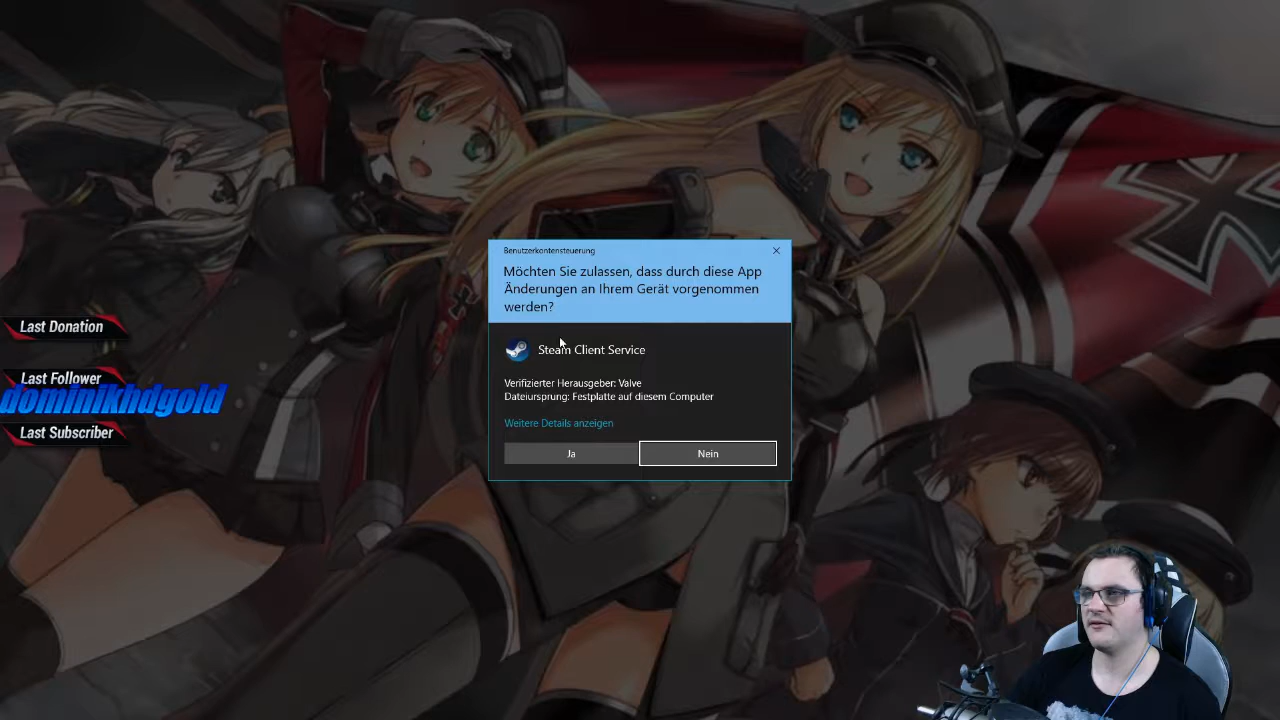 Benutzerkontensteuerung
Möchten Sie zulassen, dass durch diese App
Änderungen an Ihrem Gerät vorgenommen
werden?
Steam Client Service
Verifizierter Herausgeber: Valve
Dateiursprung: Festplatte auf diesem Computer
Weitere Details anzeigen
Ja
Nein
Last Donation
Last Follower
dominikhdgold
Last Subscriber